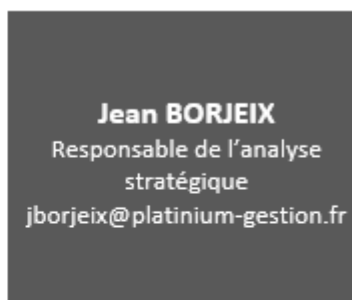 Jean BORJEIX
Responsable de l'analyse
stratégique
jborjeix@platinium-gestion.fr